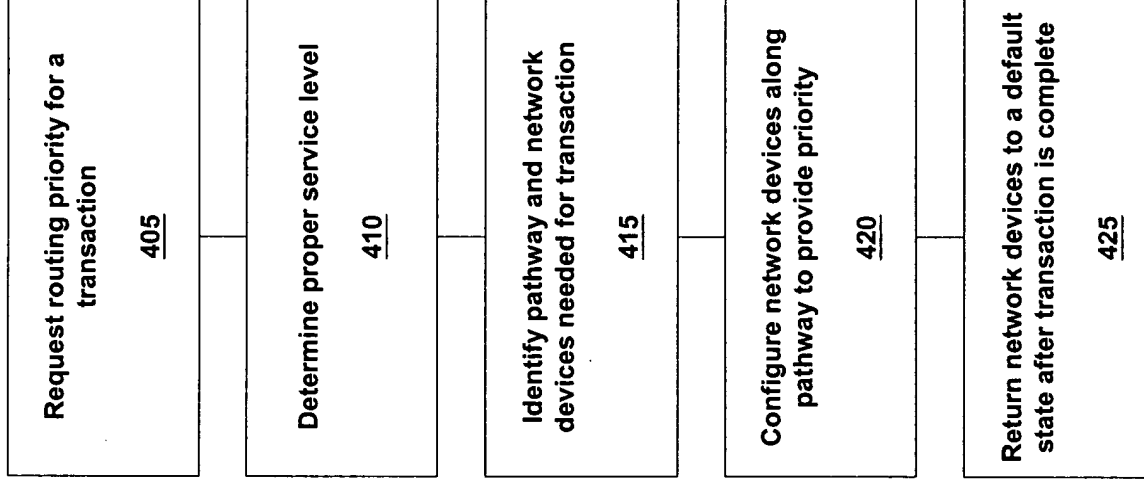 Request routing priority for a
transaction
405
Determine proper service level
410
Identify pathway and network
devices needed for transaction
415
Configure network devices along
pathway to provide priority
420
Return network devices to a default
state after transaction is complete
425